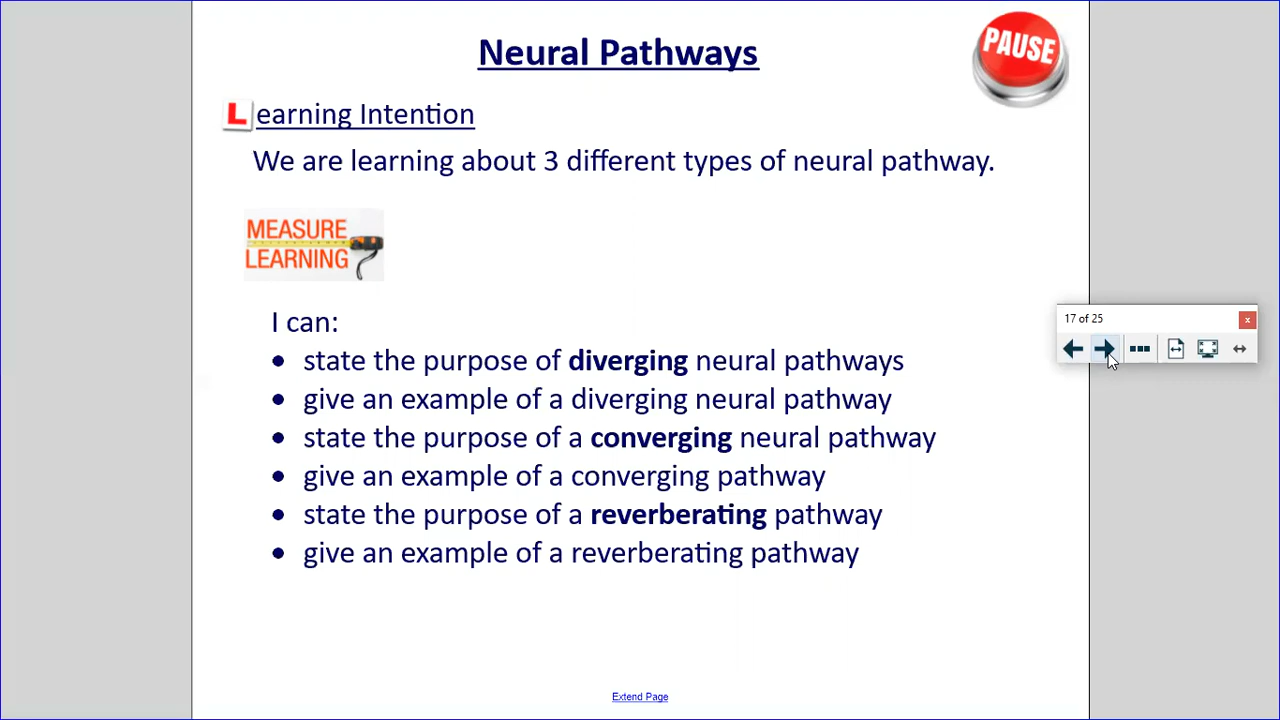 Neural Pathways
PAUSE
Learning Intention
We are learning about 3 different types of neural pathway.
MEASURE
LEARNING
I can:
• state the purpose of diverging neural pathways
• give an example of a diverging neural pathway
• state the purpose of a converging neural pathway
• give an example of a converging pathway
• state the purpose of a reverberating pathway
• give an example of a reverberating pathway
17 of 25
x
Extend Page